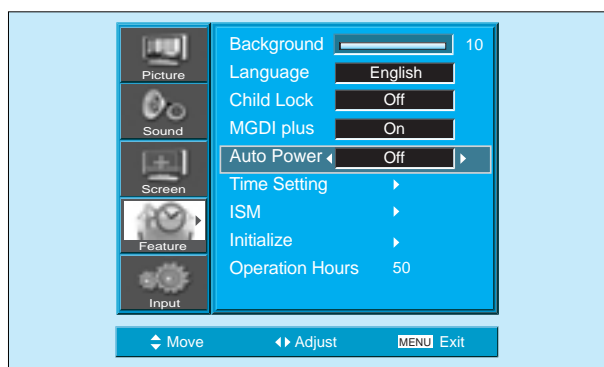 Picture
Sound
Screen
Feature
Input
Background 10
Language English
Child Lock Off
MGDI plus On
Auto Power Off
Time Setting
ISM
Initialize
Operation Hours 50
Move Adjust MENU Exit